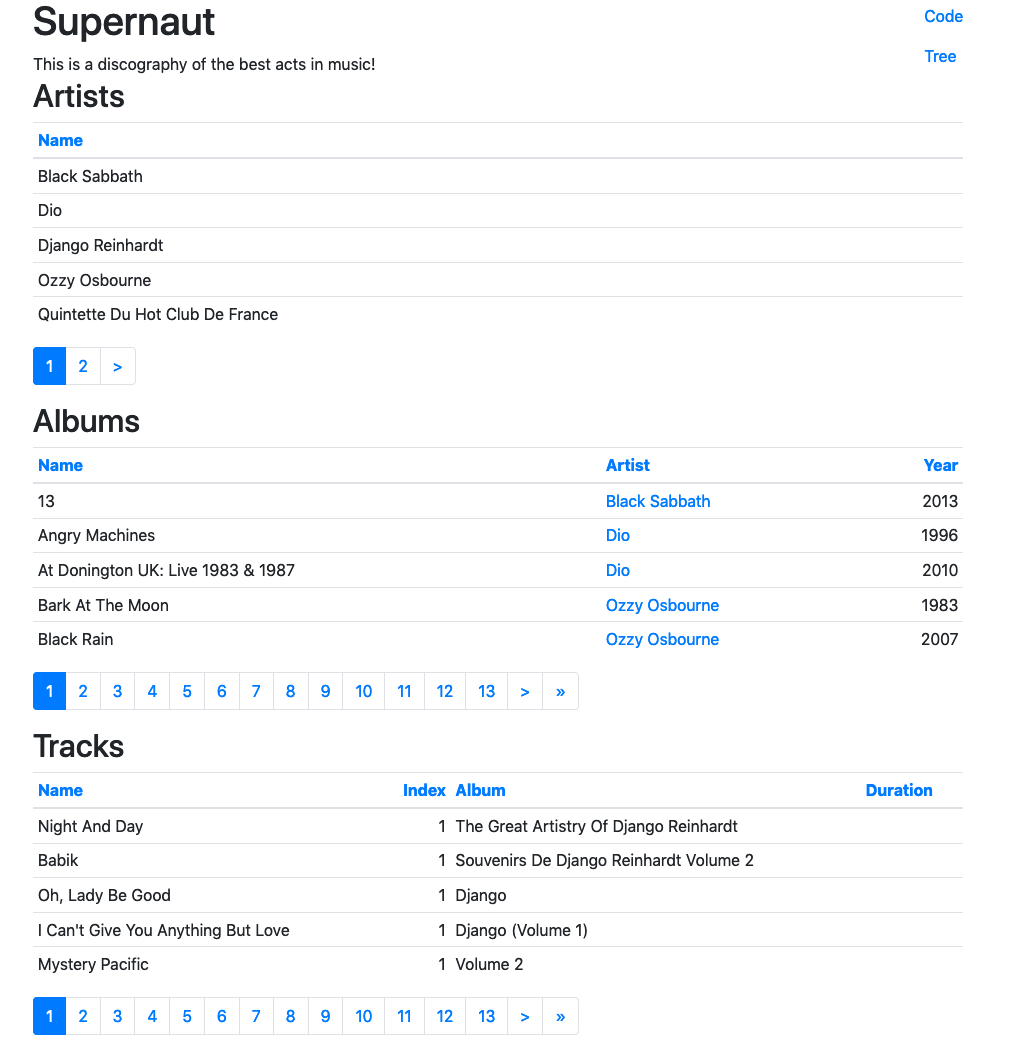 Supernaut
Code
This is a discography of the best acts in music!
Tree
Artists
Name
Black Sabbath
Dio
Django Reinhardt
Ozzy Osbourne
Quintette Du Hot Club De France
1 2 >
Albums
Name Artist Year
13 Black Sabbath 2013
Angry Machines Dio 1996
At Donington UK: Live 1983 & 1987 Dio 2010
Bark At The Moon Ozzy Osbourne 1983
Black Rain Ozzy Osbourne 2007
1 2 3 4 5 6 7 8 9 10 11 12 13 > »
Tracks
Name Index Album Duration
Night And Day 1 The Great Artistry Of Django Reinhardt
Babik 1 Souvenirs De Django Reinhardt Volume 2
Oh, Lady Be Good 1 Django
I Can't Give You Anything But Love 1 Django (Volume 1)
Mystery Pacific 1 Volume 2
1 2 3 4 5 6 7 8 9 10 11 12 13 > »